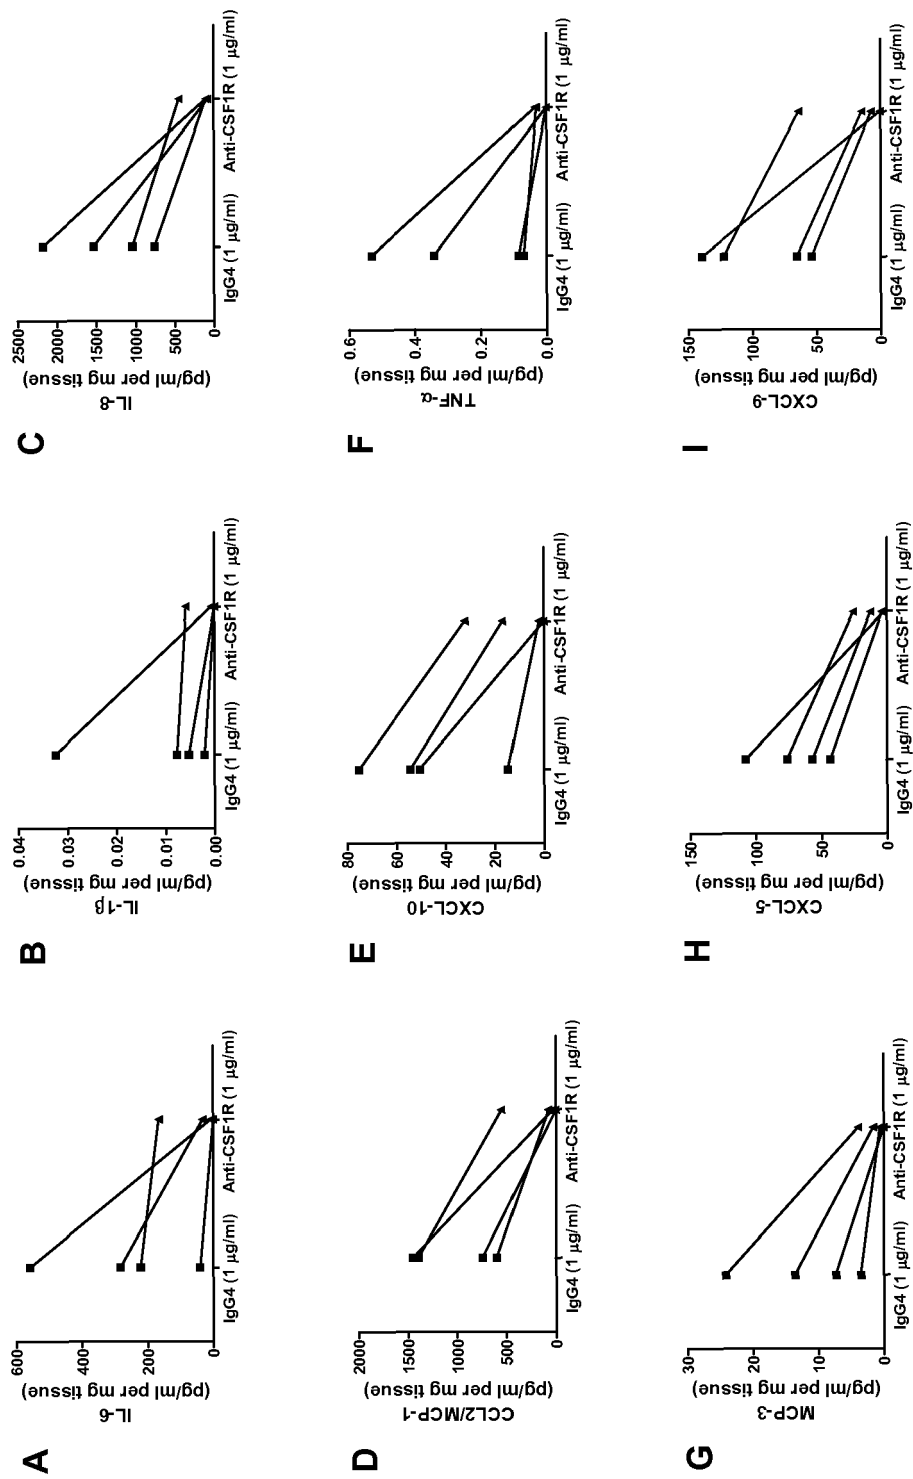 A
IL-6
(pg/ml per mg tissue)
600
400
200
0
IgG4 (1 µg/ml)
Anti-CSF1R (1 µg/ml)
B
IL-1β
(pg/ml per mg tissue)
0.04
0.03
0.02
0.01
0.00
IgG4 (1 µg/ml)
Anti-CSF1R (1 µg/ml)
C
IL-8
(pg/ml per mg tissue)
2500
2000
1500
1000
500
0
IgG4 (1 µg/ml)
Anti-CSF1R (1 µg/ml)
D
CCL2/MCP-1
(pg/ml per mg tissue)
2000
1500
1000
500
0
IgG4 (1 µg/ml)
Anti-CSF1R (1 µg/ml)
E
CXCL-10
(pg/ml per mg tissue)
80
60
40
20
0
IgG4 (1 µg/ml)
Anti-CSF1R (1 µg/ml)
F
TNF-α
(pg/ml per mg tissue)
0.6
0.4
0.2
0.0
IgG4 (1 µg/ml)
Anti-CSF1R (1 µg/ml)
G
MCP-3
(pg/ml per mg tissue)
30
20
10
0
IgG4 (1 µg/ml)
Anti-CSF1R (1 µg/ml)
H
CXCL-5
(pg/ml per mg tissue)
150
100
50
0
IgG4 (1 µg/ml)
Anti-CSF1R (1 µg/ml)
I
CXCL-9
(pg/ml per mg tissue)
150
100
50
0
IgG4 (1 µg/ml)
Anti-CSF1R (1 µg/ml)